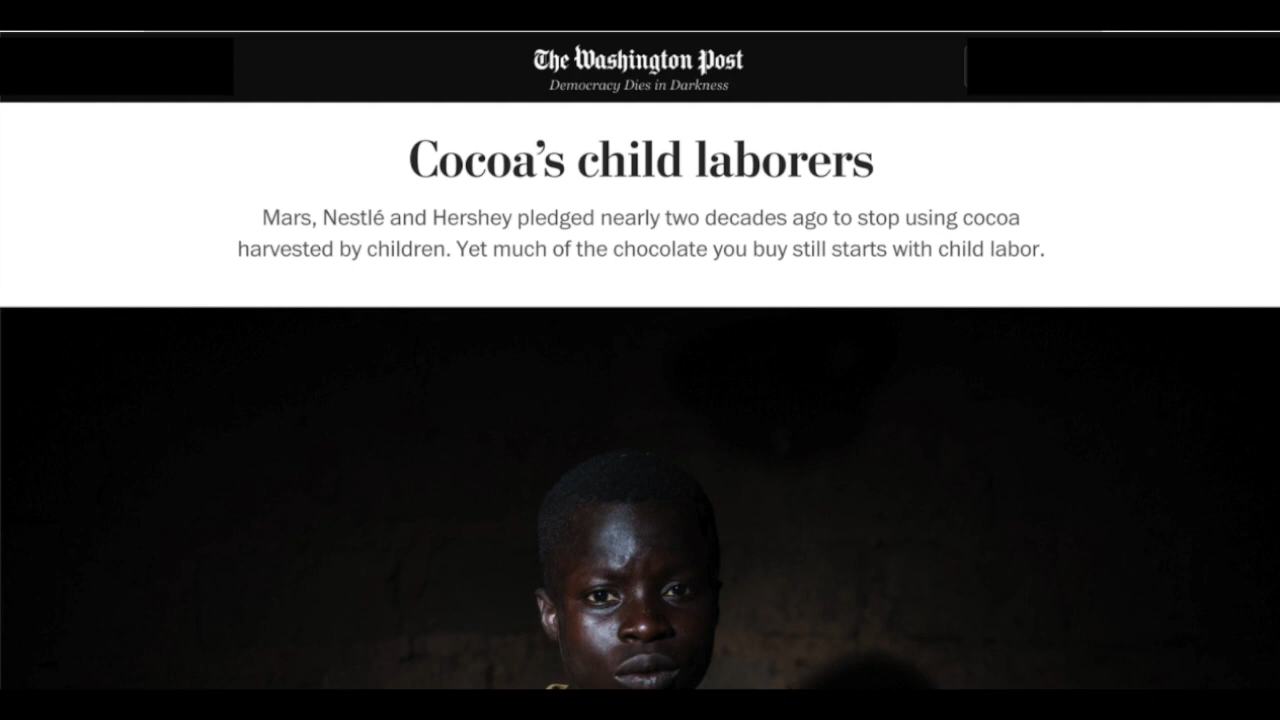 The Washington Post
Democracy Dies in Darkness
Cocoa’s child laborers
Mars, Nestlé and Hershey pledged nearly two decades ago to stop using cocoa
harvested by children. Yet much of the chocolate you buy still starts with child labor.